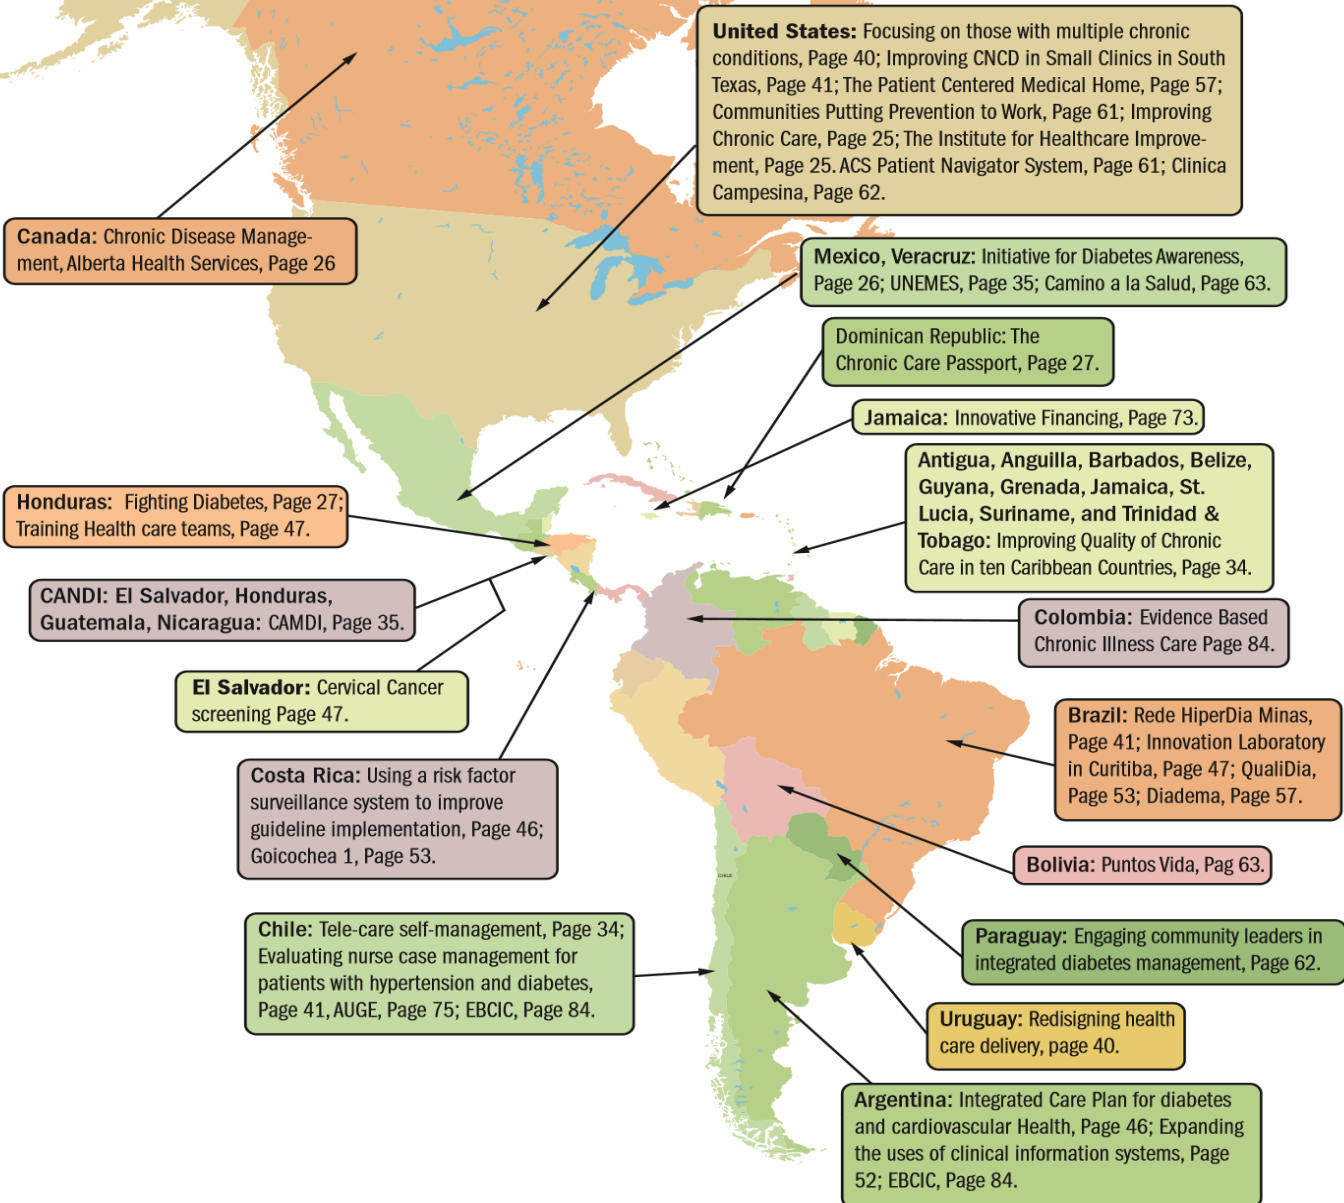 United States: Focusing on those with multiple chronic
conditions, Page 40; Improving CNCD in Small Clinics in South
Texas, Page 41; The Patient Centered Medical Home, Page 57;
Communities Putting Prevention to Work, Page 61; Improving
Chronic Care, Page 25; The Institute for Healthcare Improve-
ment, Page 25. ACS Patient Navigator System, Page 61; Clinica
Campesina, Page 62.
Canada: Chronic Disease Manage-
ment, Alberta Health Services, Page 26
Mexico, Veracruz: Initiative for Diabetes Awareness,
Page 26; UNEMES, Page 35; Camino a la Salud, Page 63.
Dominican Republic: The
Chronic Care Passport, Page 27.
Jamaica: Innovative Financing, Page 73.
Antigua, Anguilla, Barbados, Belize,
Guyana, Grenada, Jamaica, St.
Lucia, Suriname, and Trinidad &
Tobago: Improving Quality of Chronic
Care in ten Caribbean Countries, Page 34.
Honduras: Fighting Diabetes, Page 27;
Training Health care teams, Page 47.
CANDI: El Salvador, Honduras,
Guatemala, Nicaragua: CAMDI, Page 35.
Colombia: Evidence Based
Chronic Illness Care Page 84.
El Salvador: Cervical Cancer
screening Page 47.
Brazil: Rede HiperDia Minas,
Page 41; Innovation Laboratory
in Curitiba, Page 47; QualiDia,
Page 53; Diadema, Page 57.
Costa Rica: Using a risk factor
surveillance system to improve
guideline implementation, Page 46;
Goicochea 1, Page 53.
Bolivia: Puntos Vida, Pag 63.
CHILE
Chile: Tele-care self-management, Page 34;
Evaluating nurse case management for
patients with hypertension and diabetes,
Page 41, AUGE, Page 75; EBCIC, Page 84.
Paraguay: Engaging community leaders in
integrated diabetes management, Page 62.
Uruguay: Redisigning health
care delivery, page 40.
Argentina: Integrated Care Plan for diabetes
and cardiovascular Health, Page 46; Expanding
the uses of clinical information systems, Page
52; EBCIC, Page 84.